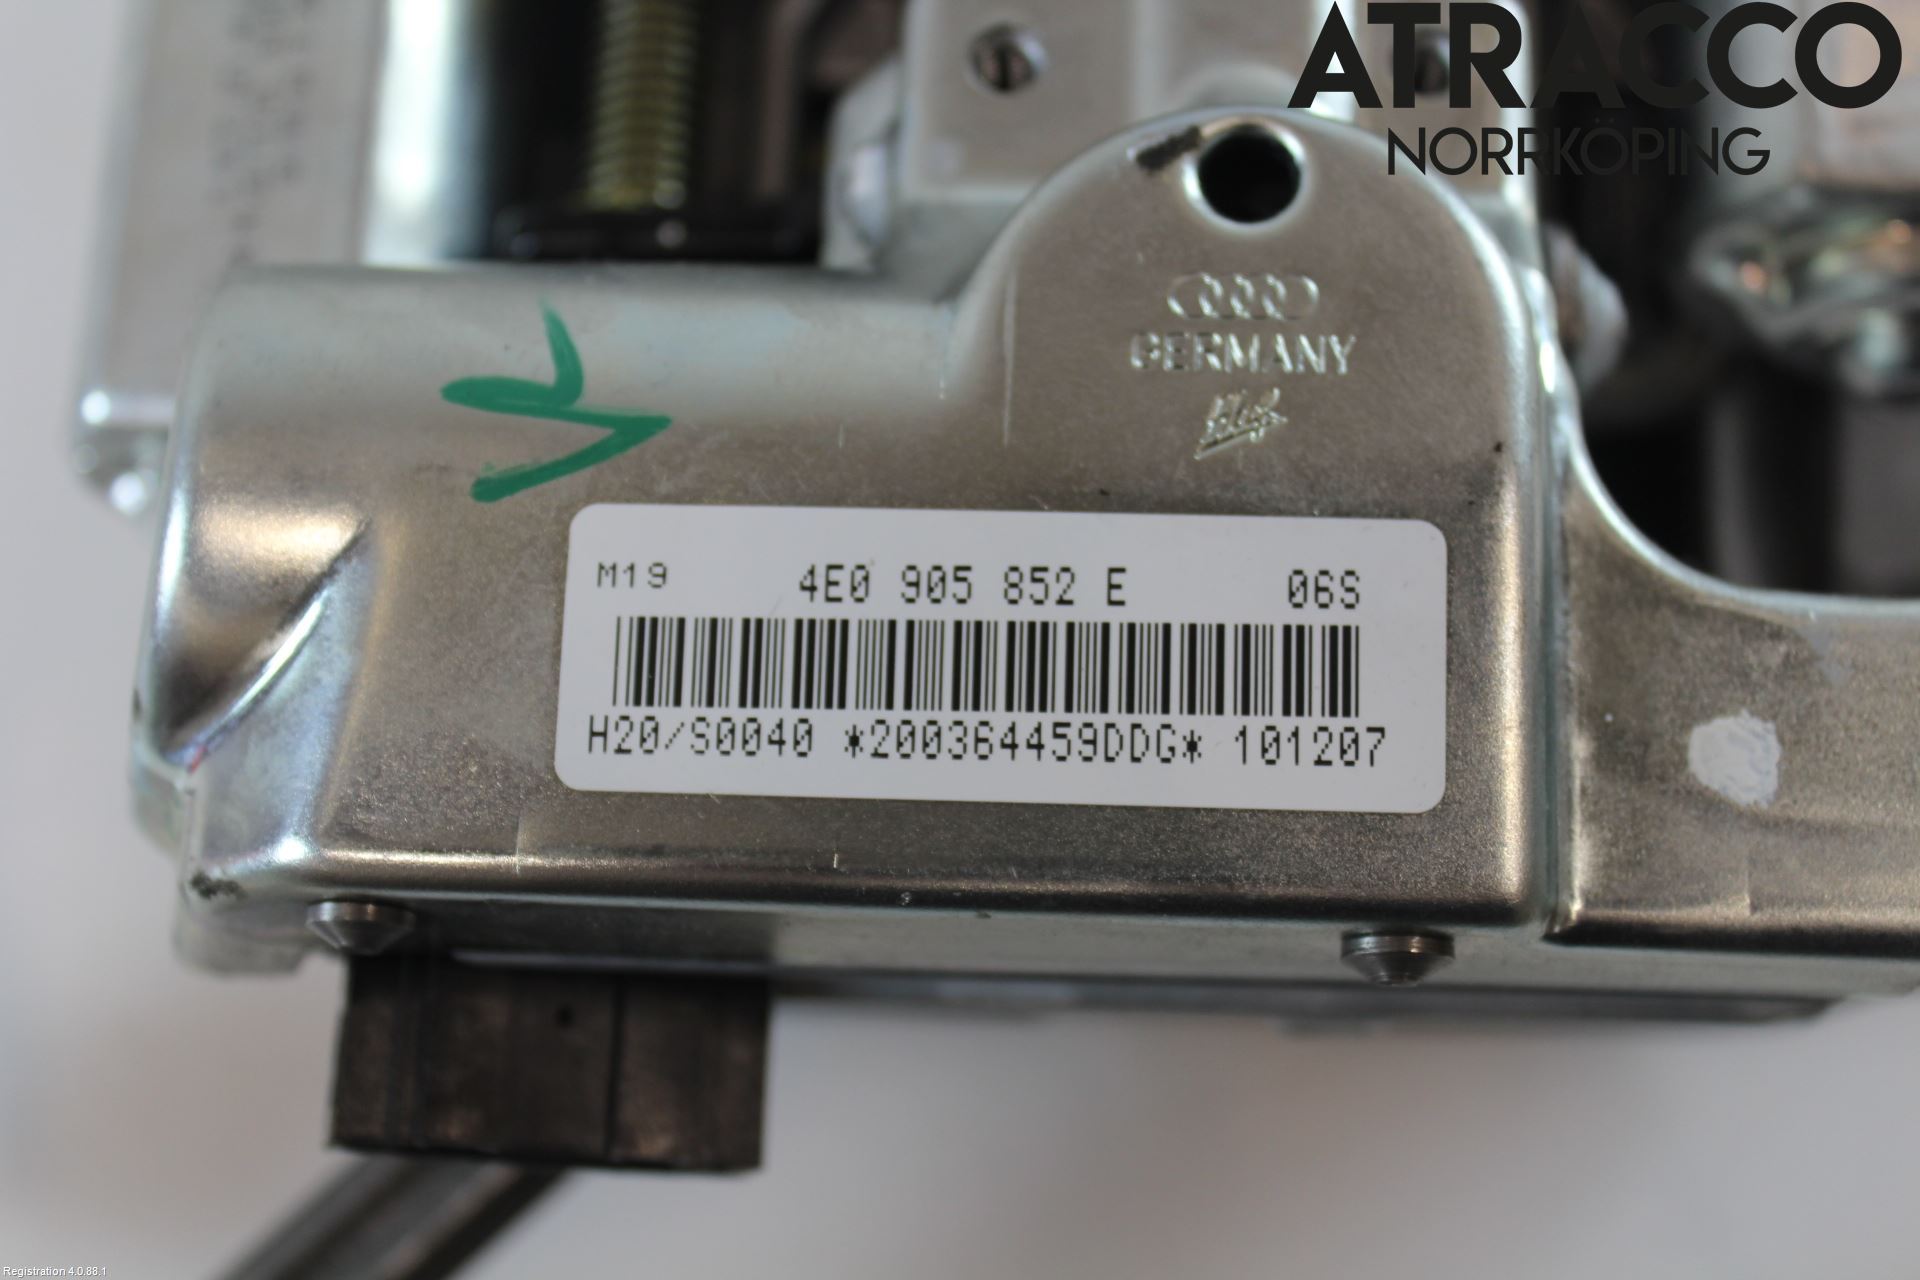 ATRACCO
NORRKÖPING
GERMANY
M19 4E0 905 852 E 06S
H20/S0040 *200364459DDG* 101207
Registration 4.0.88.1